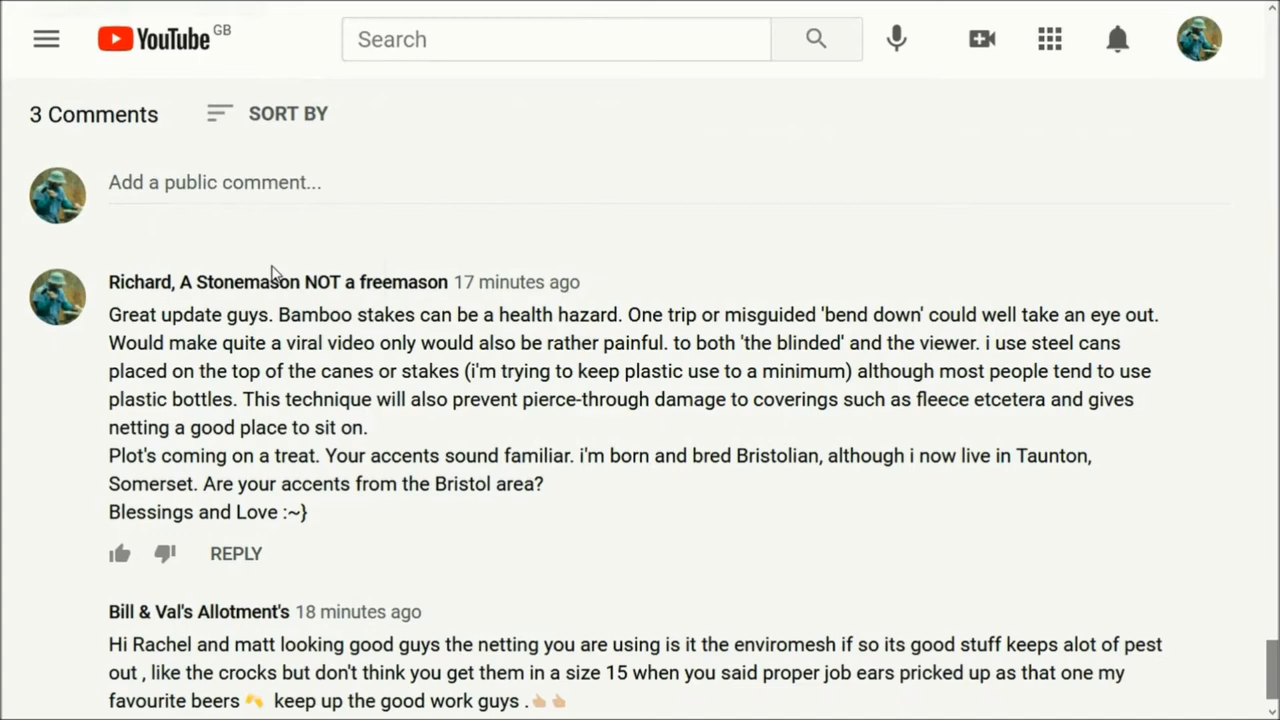 YouTube GB
Search
3 Comments SORT BY
Add a public comment...
Richard, A Stonemason NOT a freemason 17 minutes ago
Great update guys. Bamboo stakes can be a health hazard. One trip or misguided 'bend down' could well take an eye out.
Would make quite a viral video only would also be rather painful. to both 'the blinded' and the viewer. i use steel cans
placed on the top of the canes or stakes (i'm trying to keep plastic use to a minimum) although most people tend to use
plastic bottles. This technique will also prevent pierce-through damage to coverings such as fleece etcetera and gives
netting a good place to sit on.
Plot's coming on a treat. Your accents sound familiar. i'm born and bred Bristolian, although i now live in Taunton,
Somerset. Are your accents from the Bristol area?
Blessings and Love :~}
REPLY
Bill & Val's Allotment's 18 minutes ago
Hi Rachel and matt looking good guys the netting you are using is it the enviromesh if so its good stuff keeps alot of pest
out , like the crocks but don't think you get them in a size 15 when you said proper job ears pricked up as that one my
favourite beers 🍻 keep up the good work guys .👍🏼👍🏼